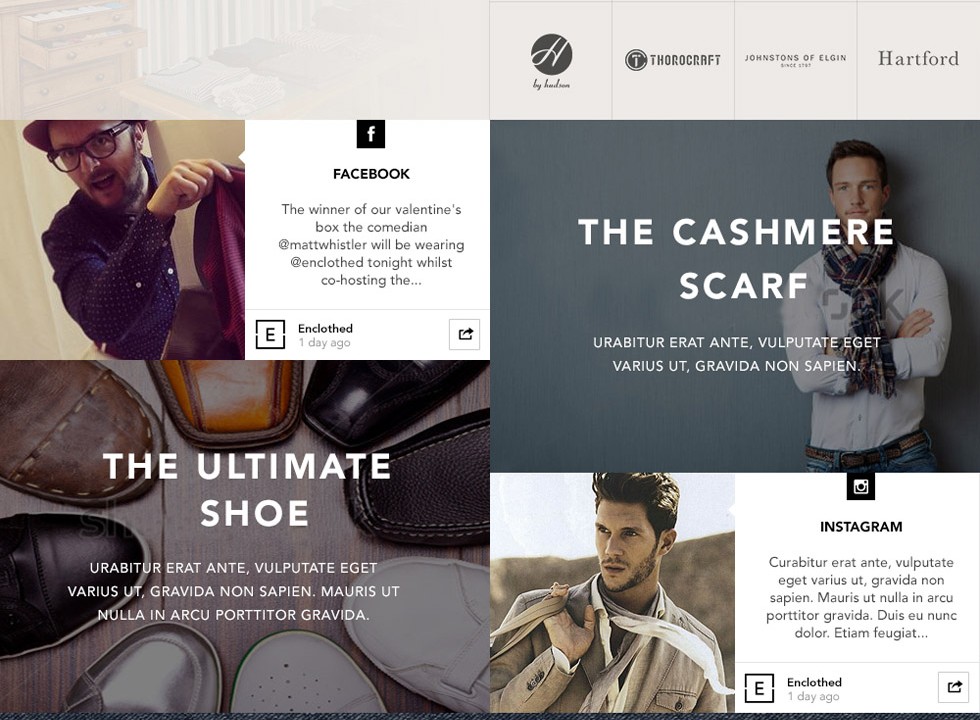 H
by hudson
T THOROCRAFT
JOHNSTONS OF ELGIN
SINCE 1797
Hartford
f
FACEBOOK
The winner of our valentine's
box the comedian
@mattwhistler will be wearing
@enclothed tonight whilst
co-hosting the...
E
Enclothed
1 day ago
THE CASHMERE
SCARF
URABITUR ERAT ANTE, VULPUTATE EGET
VARIUS UT, GRAVIDA NON SAPIEN.
THE ULTIMATE
SHOE
URABITUR ERAT ANTE, VULPUTATE EGET
VARIUS UT, GRAVIDA NON SAPIEN. MAURIS UT
NULLA IN ARCU PORTTITOR GRAVIDA.
INSTAGRAM
Curabitur erat ante, vulputate
eget varius ut, gravida non
sapien. Mauris ut nulla in arcu
porttitor gravida. Duis eu nunc
dolor. Etiam feugiat...
E
Enclothed
1 day ago